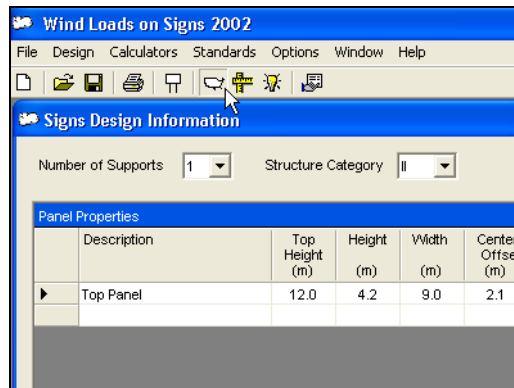 Wind Loads on Signs 2002
File Design Calculators Standards Options Window Help
Signs Design Information
Number of Supports 1 Structure Category II
Panel Properties
Description Top Height (m) Height (m) Width (m) Center Offse (m)
Top Panel 12.0 4.2 9.0 2.1